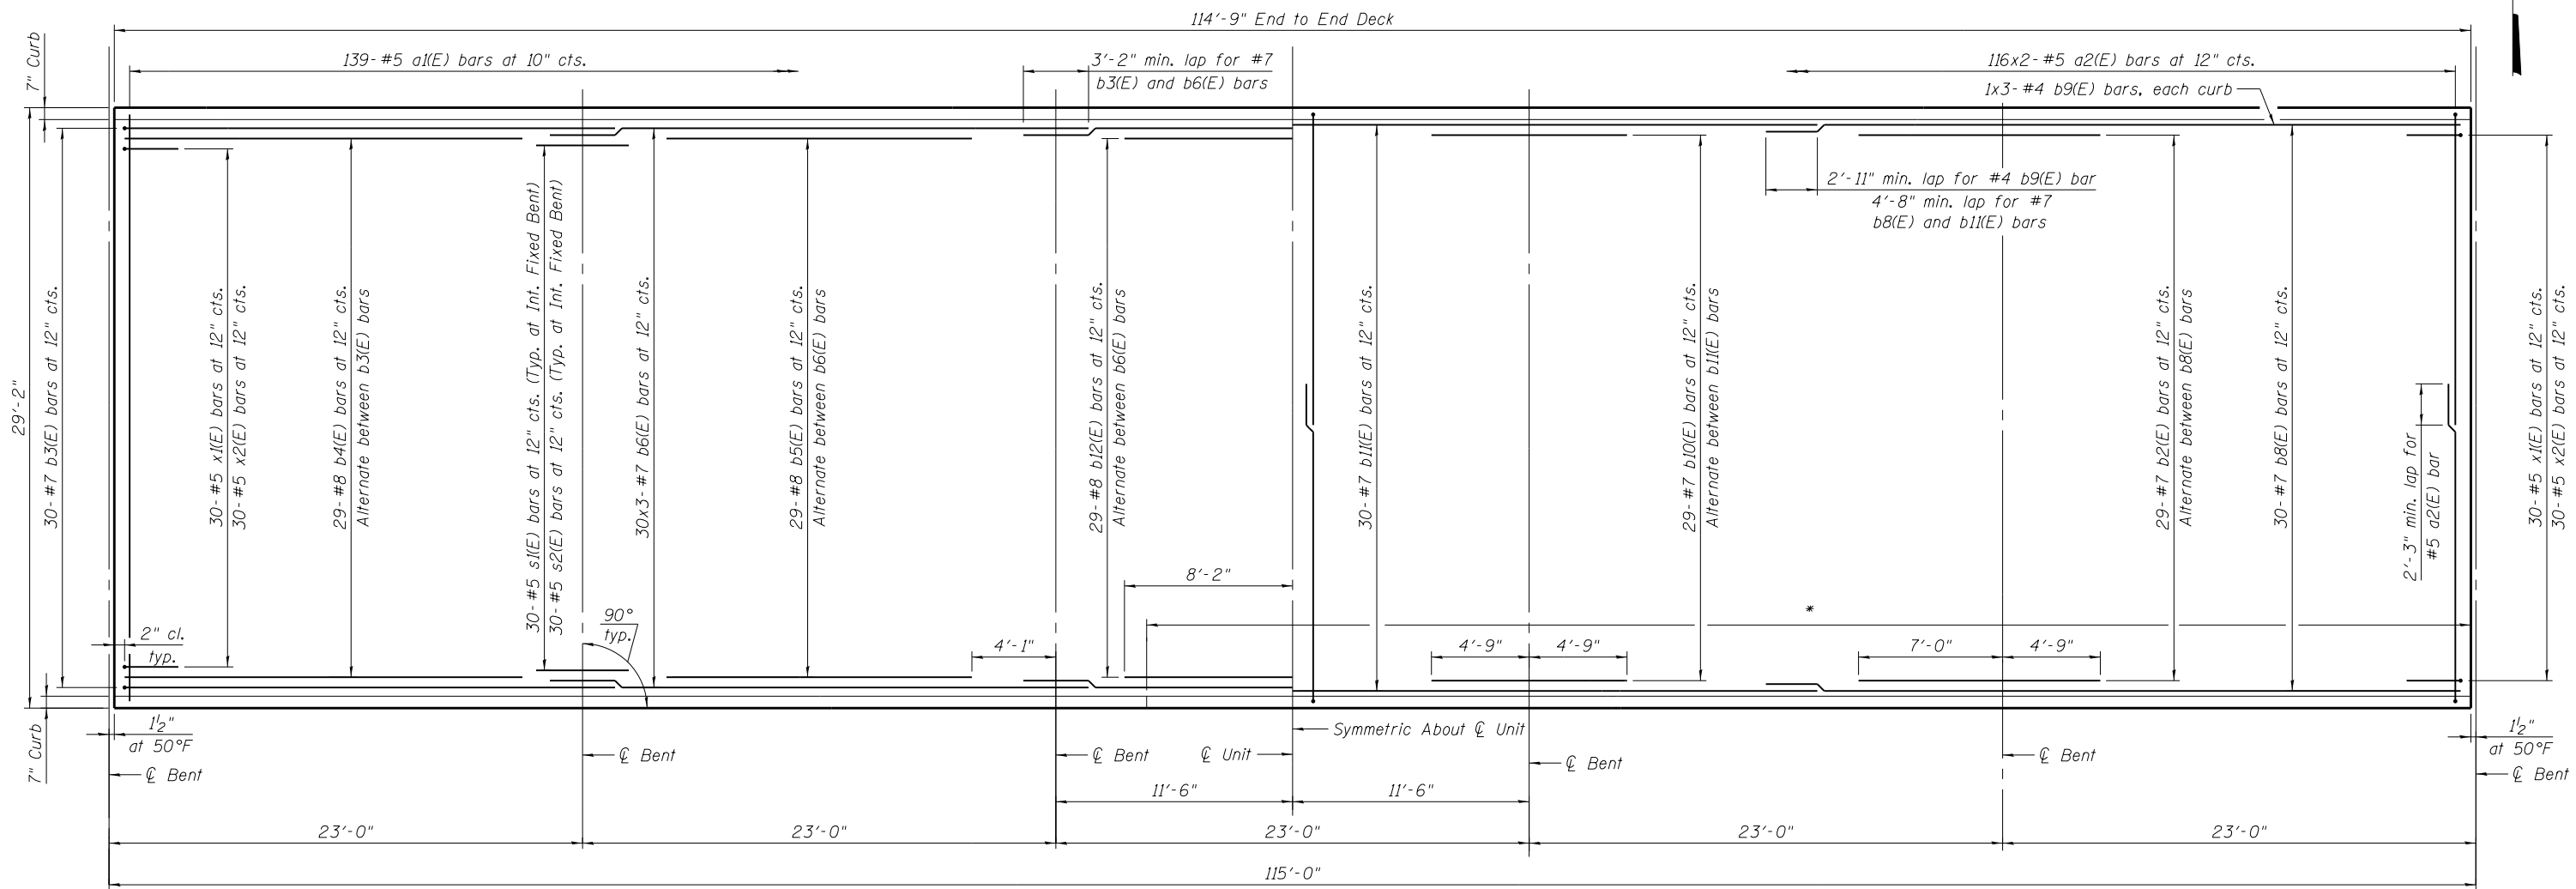 114'-9" End to End Deck
7" Curb
139-#5 a1(E) bars at 10" cts.
3'-2" min. lap for #7
b3(E) and b6(E) bars
116x2-#5 a2(E) bars at 12" cts.
1x3-#4 b9(E) bars, each curb
2'-11" min. lap for #4 b9(E) bar
4'-8" min. lap for #7
b8(E) and b11(E) bars
29'-2"
30-#7 b3(E) bars at 12" cts.
30-#5 x1(E) bars at 12" cts.
30-#5 x2(E) bars at 12" cts.
29-#8 b4(E) bars at 12" cts.
Alternate between b3(E) bars
30-#5 s1(E) bars at 12" cts. (Typ. at Int. Fixed Bent)
30-#5 s2(E) bars at 12" cts. (Typ. at Int. Fixed Bent)
30x3-#7 b6(E) bars at 12" cts.
29-#8 b5(E) bars at 12" cts.
Alternate between b6(E) bars
29-#8 b12(E) bars at 12" cts.
Alternate between b6(E) bars
30-#7 b11(E) bars at 12" cts.
29-#7 b10(E) bars at 12" cts.
Alternate between b11(E) bars
29-#7 b2(E) bars at 12" cts.
Alternate between b8(E) bars
30-#7 b8(E) bars at 12" cts.
2'-3" min. lap for
#5 a2(E) bar
30-#5 x1(E) bars at 12" cts.
30-#5 x2(E) bars at 12" cts.
8'-2"
90°
typ.
*
2" cl.
typ.
4'-1"
4'-9"
4'-9"
7'-0"
4'-9"
7" Curb
1½"
at 50°F
℄ Bent
℄ Bent
℄ Bent
℄ Unit
Symmetric About ℄ Unit
℄ Bent
℄ Bent
1½"
at 50°F
℄ Bent
11'-6"
11'-6"
23'-0"
23'-0"
23'-0"
23'-0"
23'-0"
115'-0"